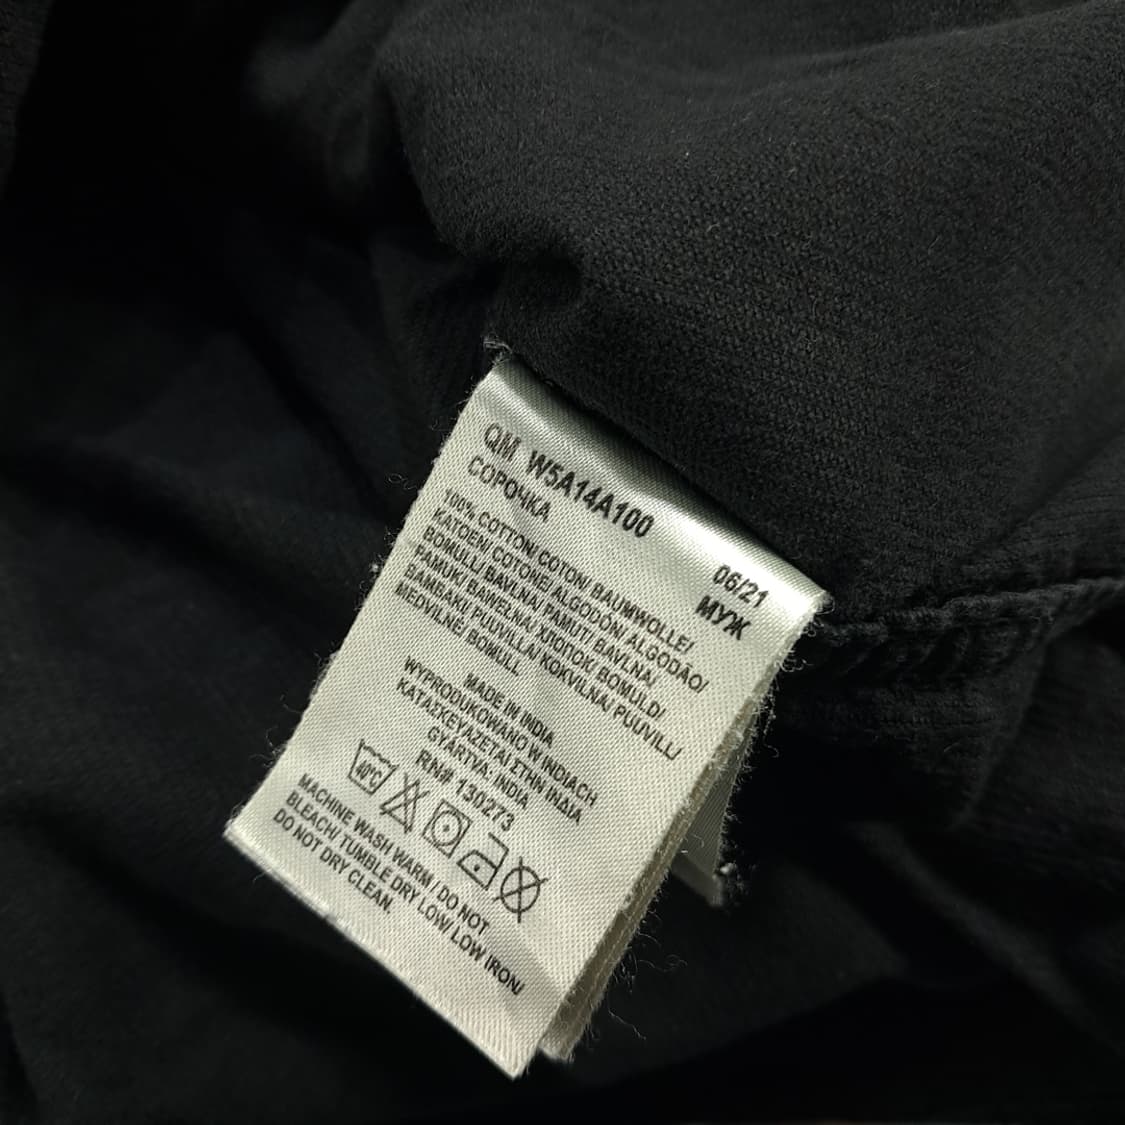 QM W5A14A100
СОРОЧКА
06/21
МУЖ
100% COTTON/ COTON/ BAUMWOLLE/
KATOEN/ COTONE/ ALGODÓN/ ALGODÃO/
BOMULL/ BAVLNA/ PAMUT/ BAVLNA/
PAMUK/ BAWEŁNA/ ХЛОПОК/ BOMULD/
BAMBAK/ PUUVILLA/ KOKVILNA/ PUUVILL/
MEDVILNĖ/ BÓMULL
MADE IN INDIA
WYPRODUKOWANO W INDIACH
ΚΑΤΑΣΚΕΥΑΖΕΤΑΙ ΣΤΗΝ ΙΝΔΙΑ
GYÁRTVA: INDIA
RN# 130273
40°C
MACHINE WASH WARM / DO NOT
BLEACH/ TUMBLE DRY LOW/ LOW IRON/
DO NOT DRY CLEAN.